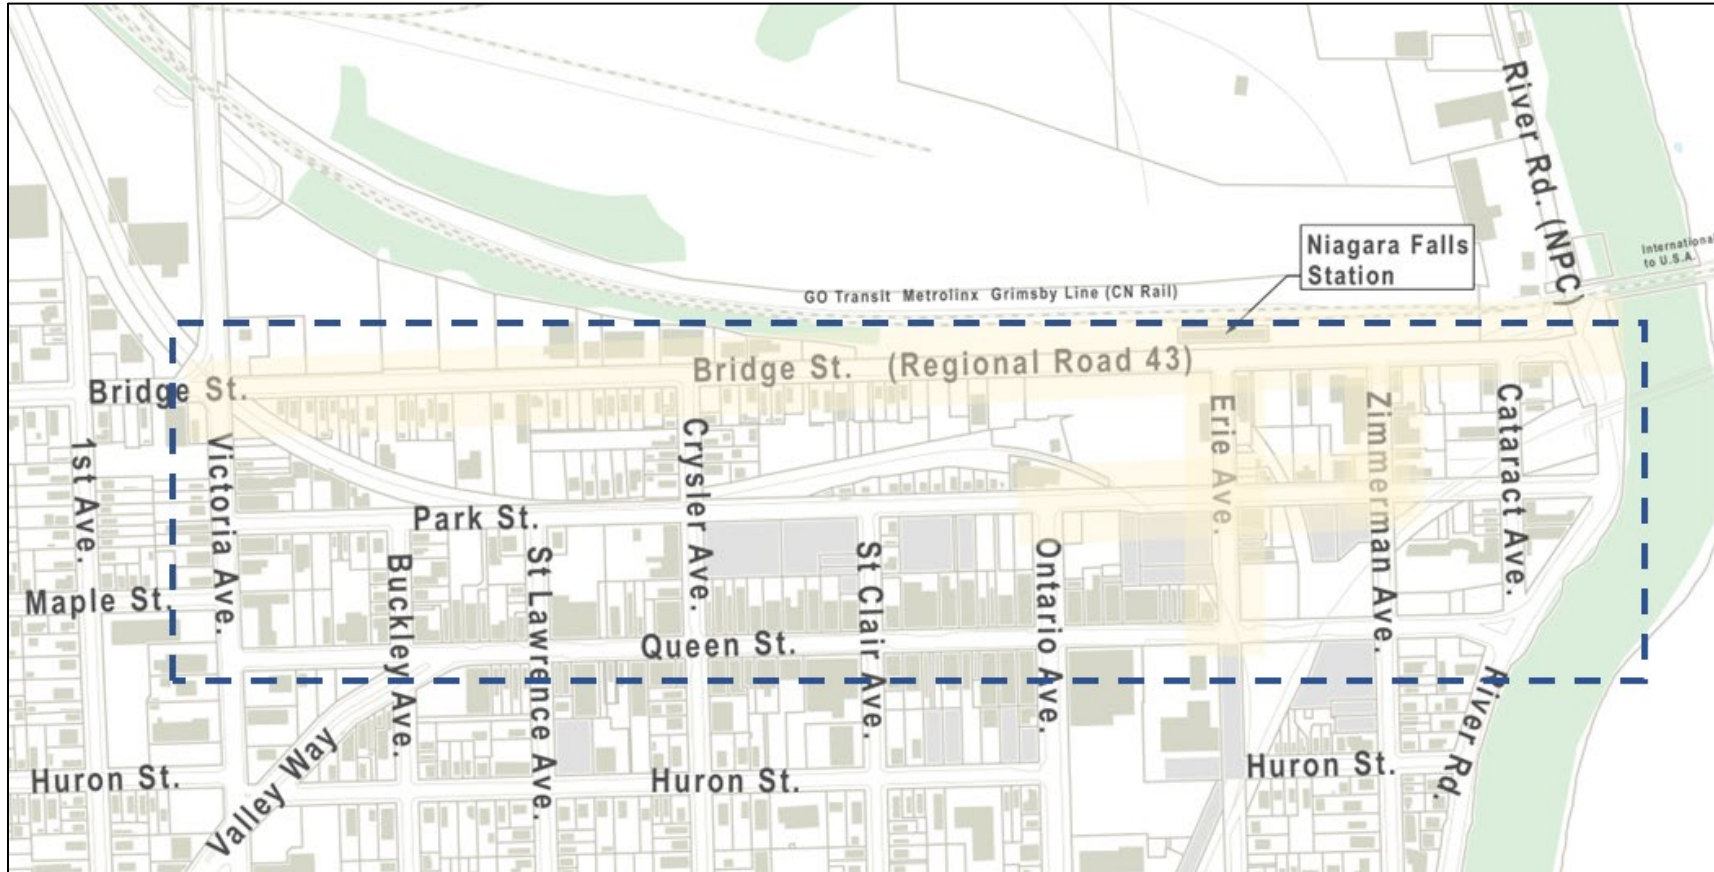 River Rd. (NPC)
International
to U.S.A.
Niagara Falls
Station
GO Transit Metrolinx Grimsby Line (CN Rail)
Bridge St. (Regional Road 43)
Bridge St.
1st Ave.
Victoria Ave.
Crysler Ave.
Erie Ave.
Zimmerman Ave.
Cataract Ave.
Park St.
Buckley Ave.
St Lawrence Ave.
St Clair Ave.
Ontario Ave.
Maple St.
Queen St.
River Rd.
Valley Way
Huron St.
Huron St.
Huron St.